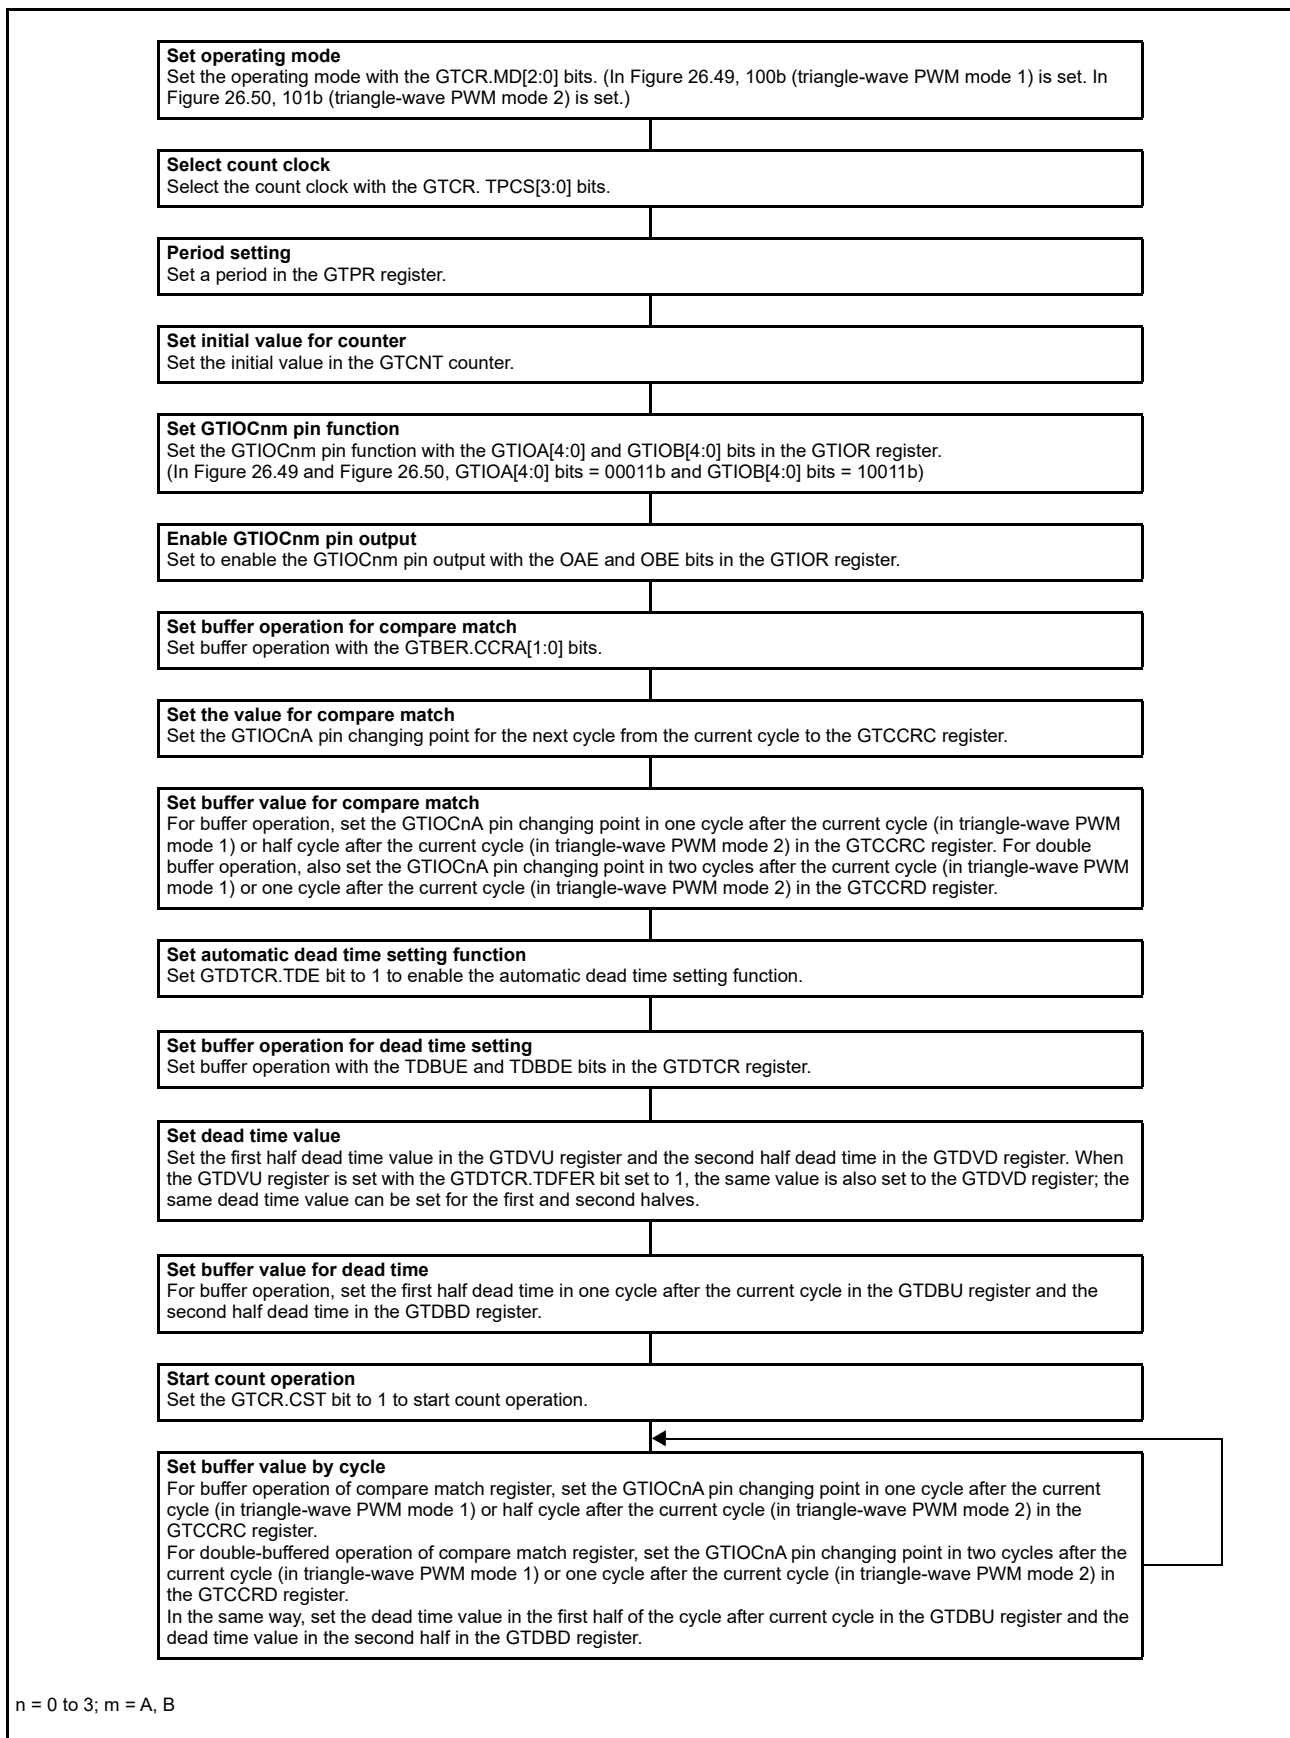 Set operating mode
Set the operating mode with the GTCR.MD[2:0] bits. (In Figure 26.49, 100b (triangle-wave PWM mode 1) is set. In
Figure 26.50, 101b (triangle-wave PWM mode 2) is set.)
Select count clock
Select the count clock with the GTCR. TPCS[3:0] bits.
Period setting
Set a period in the GTPR register.
Set initial value for counter
Set the initial value in the GTCNT counter.
Set GTIOCnm pin function
Set the GTIOCnm pin function with the GTIOA[4:0] and GTIOB[4:0] bits in the GTIOR register.
(In Figure 26.49 and Figure 26.50, GTIOA[4:0] bits = 00011b and GTIOB[4:0] bits = 10011b)
Enable GTIOCnm pin output
Set to enable the GTIOCnm pin output with the OAE and OBE bits in the GTIOR register.
Set buffer operation for compare match
Set buffer operation with the GTBER.CCRA[1:0] bits.
Set the value for compare match
Set the GTIOCnA pin changing point for the next cycle from the current cycle to the GTCCRC register.
Set buffer value for compare match
For buffer operation, set the GTIOCnA pin changing point in one cycle after the current cycle (in triangle-wave PWM
mode 1) or half cycle after the current cycle (in triangle-wave PWM mode 2) in the GTCCRC register. For double
buffer operation, also set the GTIOCnA pin changing point in two cycles after the current cycle (in triangle-wave PWM
mode 1) or one cycle after the current cycle (in triangle-wave PWM mode 2) in the GTCCRD register.
Set automatic dead time setting function
Set GTDTCR.TDE bit to 1 to enable the automatic dead time setting function.
Set buffer operation for dead time setting
Set buffer operation with the TDBUE and TDBDE bits in the GTDTCR register.
Set dead time value
Set the first half dead time value in the GTDVU register and the second half dead time in the GTDVD register. When
the GTDVU register is set with the GTDTCR.TDFER bit set to 1, the same value is also set to the GTDVD register; the
same dead time value can be set for the first and second halves.
Set buffer value for dead time
For buffer operation, set the first half dead time in one cycle after the current cycle in the GTDBU register and the
second half dead time in the GTDBD register.
Start count operation
Set the GTCR.CST bit to 1 to start count operation.
Set buffer value by cycle
For buffer operation of compare match register, set the GTIOCnA pin changing point in one cycle after the current
cycle (in triangle-wave PWM mode 1) or half cycle after the current cycle (in triangle-wave PWM mode 2) in the
GTCCRC register.
For double-buffered operation of compare match register, set the GTIOCnA pin changing point in two cycles after the
current cycle (in triangle-wave PWM mode 1) or one cycle after the current cycle (in triangle-wave PWM mode 2) in
the GTCCRD register.
In the same way, set the dead time value in the first half of the cycle after current cycle in the GTDBU register and the
dead time value in the second half in the GTDBD register.
n = 0 to 3; m = A, B